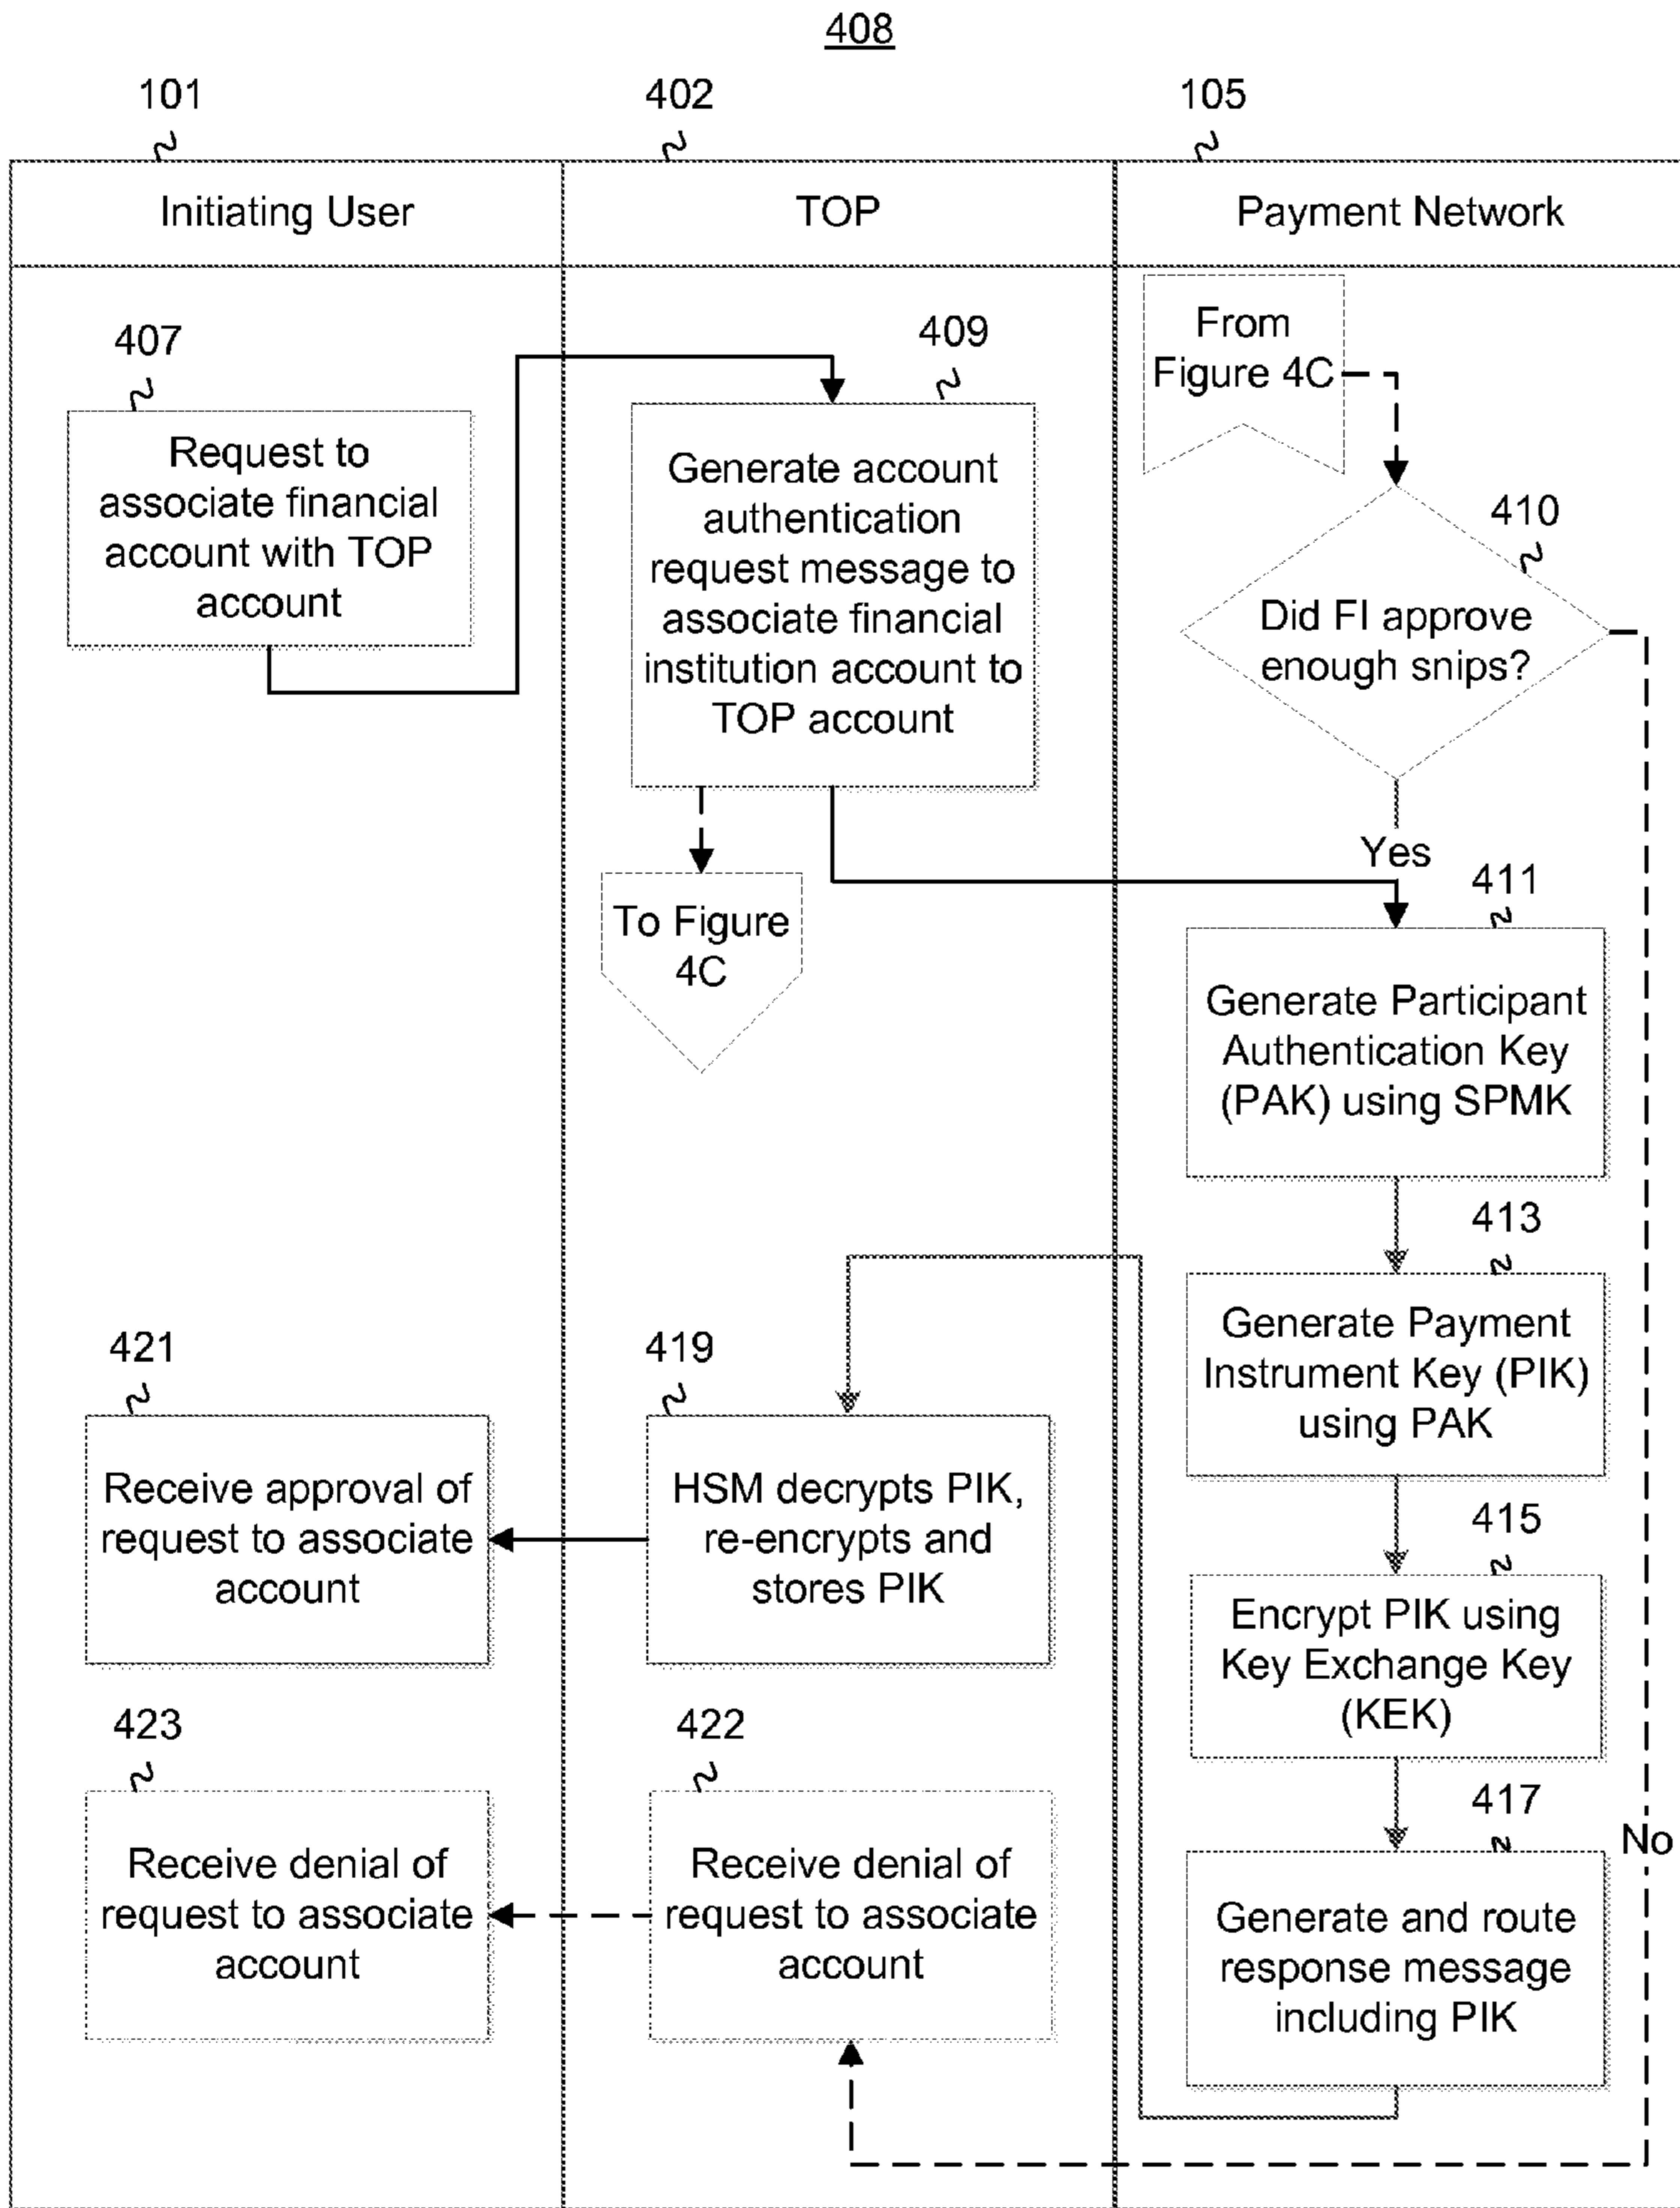 408
101
402
105
Initiating User
TOP
Payment Network
407
Request to
associate financial
account with TOP
account
409
Generate account
authentication
request message to
associate financial
institution account to
TOP account
To Figure
4C
From
Figure 4C
410
Did FI approve
enough snips?
Yes
411
Generate Participant
Authentication Key
(PAK) using SPMK
413
Generate Payment
Instrument Key (PIK)
using PAK
415
Encrypt PIK using
Key Exchange Key
(KEK)
417
No
Generate and route
response message
including PIK
421
Receive approval of
request to associate
account
419
HSM decrypts PIK,
re-encrypts and
stores PIK
423
Receive denial of
request to associate
account
422
Receive denial of
request to associate
account